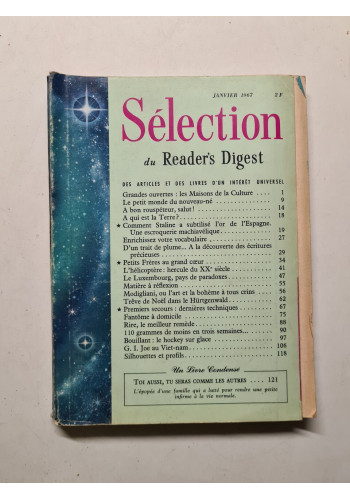 JANVIER 1967 2 F
Sélection
du Reader's Digest
DES ARTICLES ET DES LIVRES D'UN INTÉRÊT UNIVERSEL
Grandes ouvertes : les Maisons de la Culture . 1
Le petit monde du nouveau-né 9
A bon rouspéteur, salut ! 14
A qui est la Terre ? 18
★ Comment Staline a subtilisé l'or de l'Espagne.
Une escroquerie machiavélique 19
Enrichissez votre vocabulaire 27
D'un trait de plume... A la découverte des écritures
précieuses 29
★ Petits Frères au grand cœur 34
L'hélicoptère : hercule du XXe siècle 41
Le Luxembourg, pays de paradoxes 47
Matière à réflexion 55
Modigliani, ou l'art et la bohème à tous crins 56
Trêve de Noël dans le Hürtgenwald 62
★ Premiers secours : dernières techniques 67
Fantôme à domicile 75
Rire, le meilleur remède 88
110 grammes de moins en trois semaines... 90
Bouillant : le hockey sur glace 97
G. I. Joe au Viet-nam 106
Silhouettes et profils 118
Un Livre Condensé
TOI AUSSI, TU SERAS COMME LES AUTRES .... 121
L'épopée d'une famille qui a lutté pour rendre une petite
infirme à la vie normale.